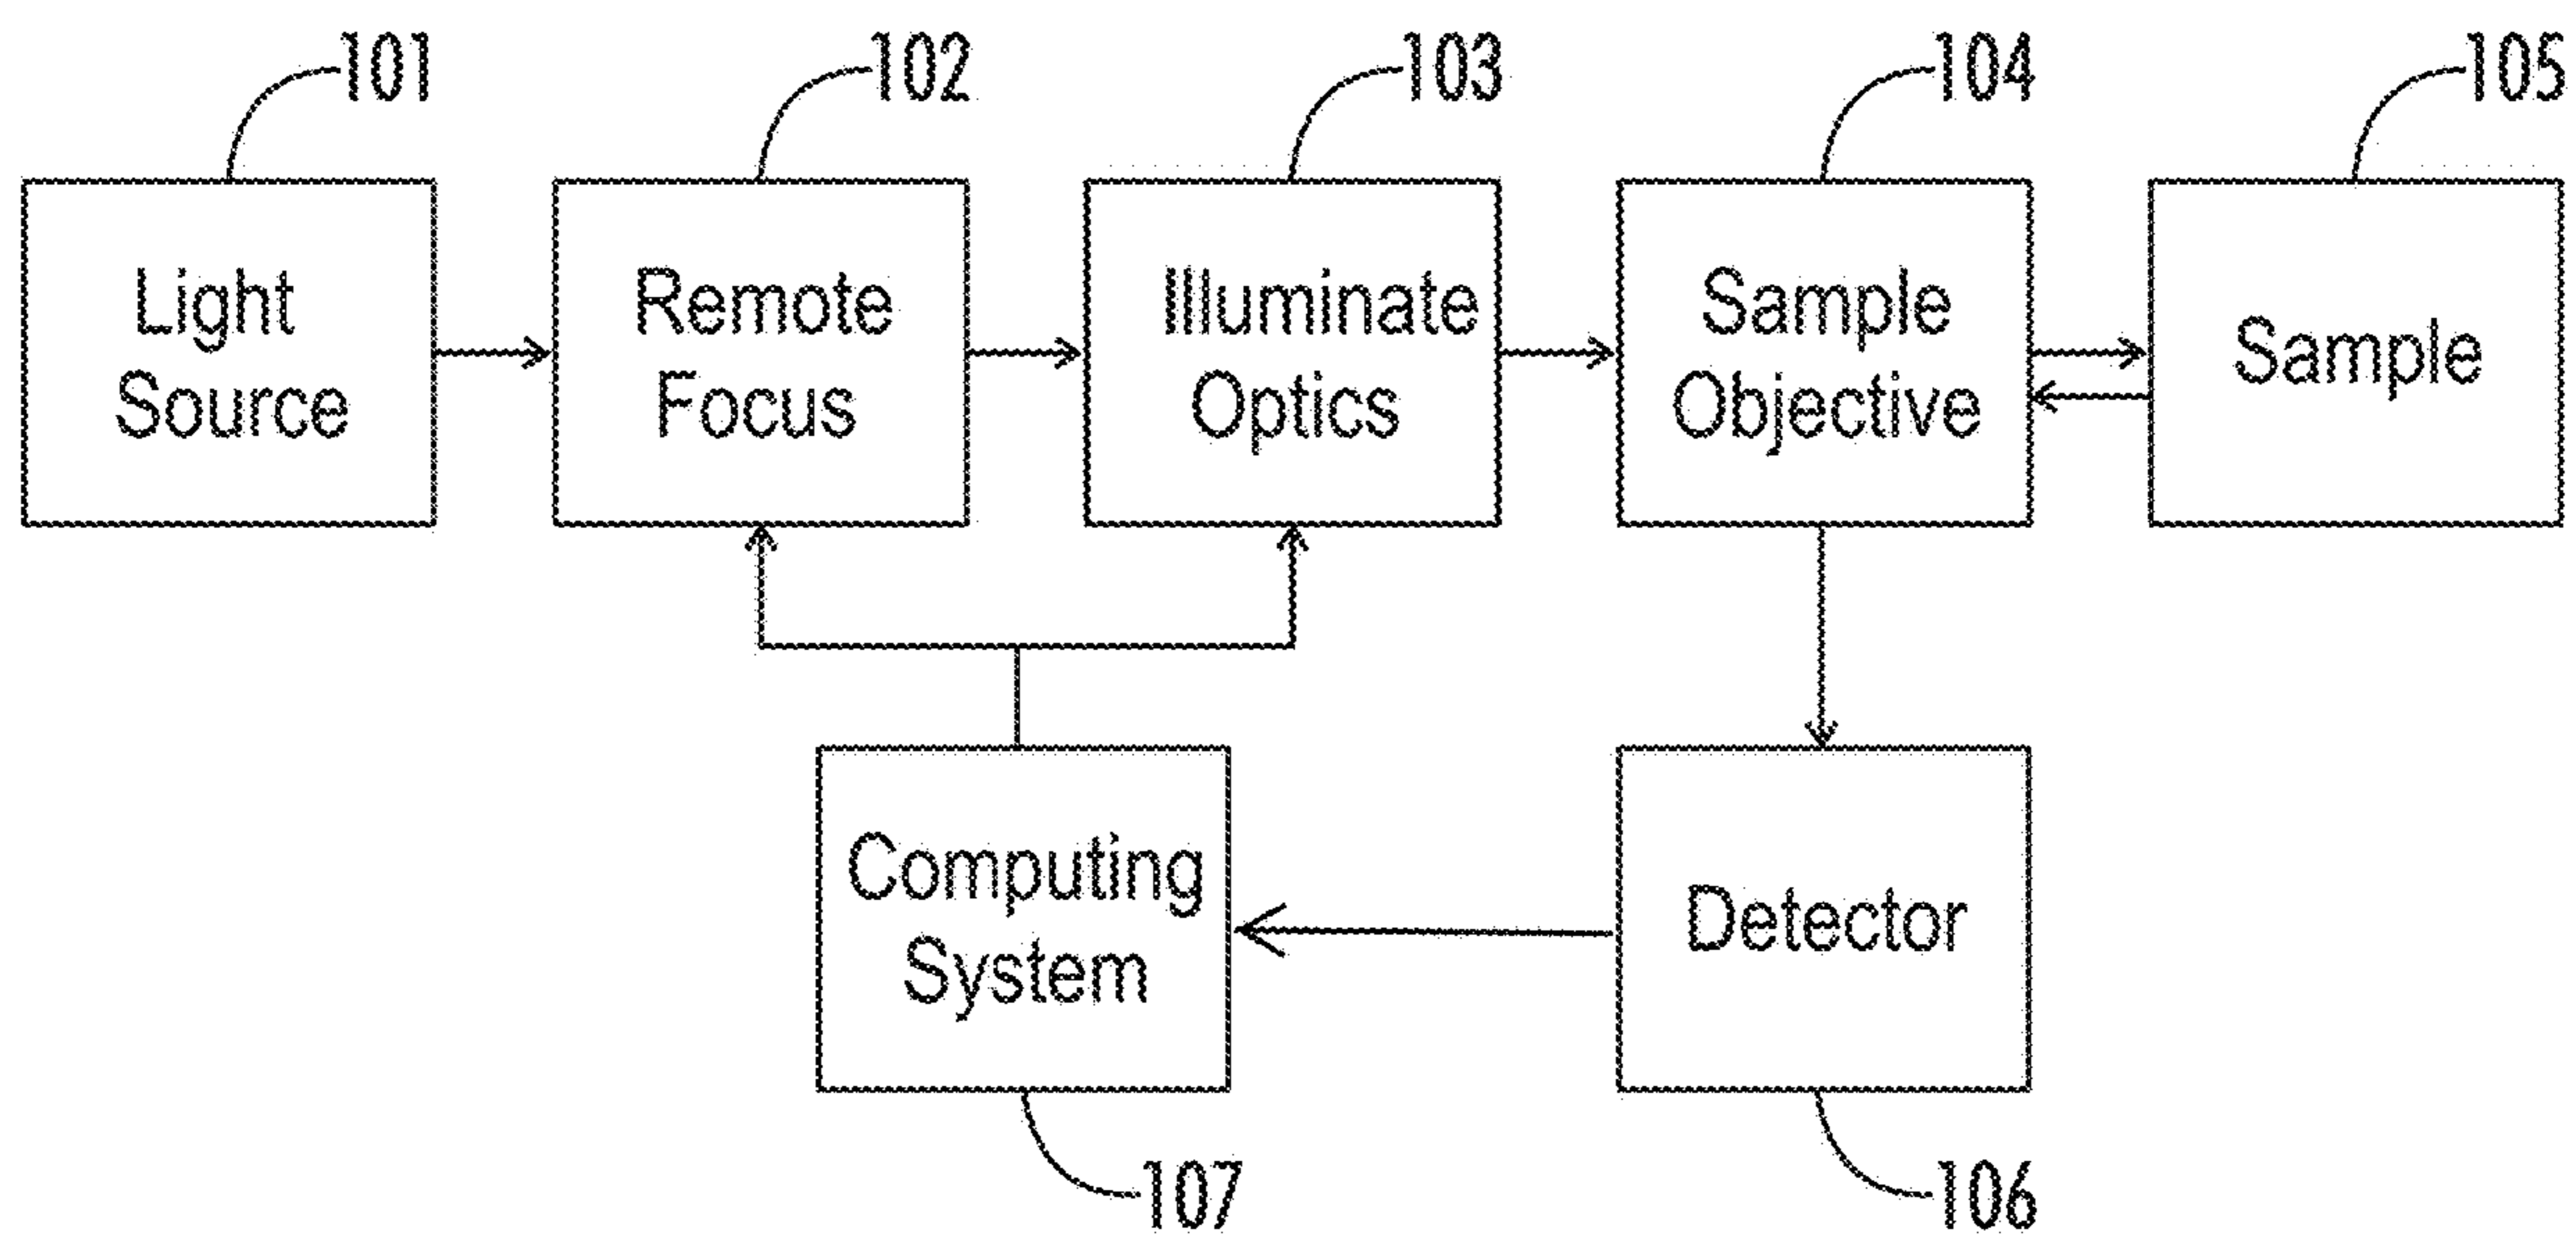 101
102
103
104
105
Light
Source
Remote
Focus
Illuminate
Optics
Sample
Objective
Sample
Computing
System
Detector
107
106